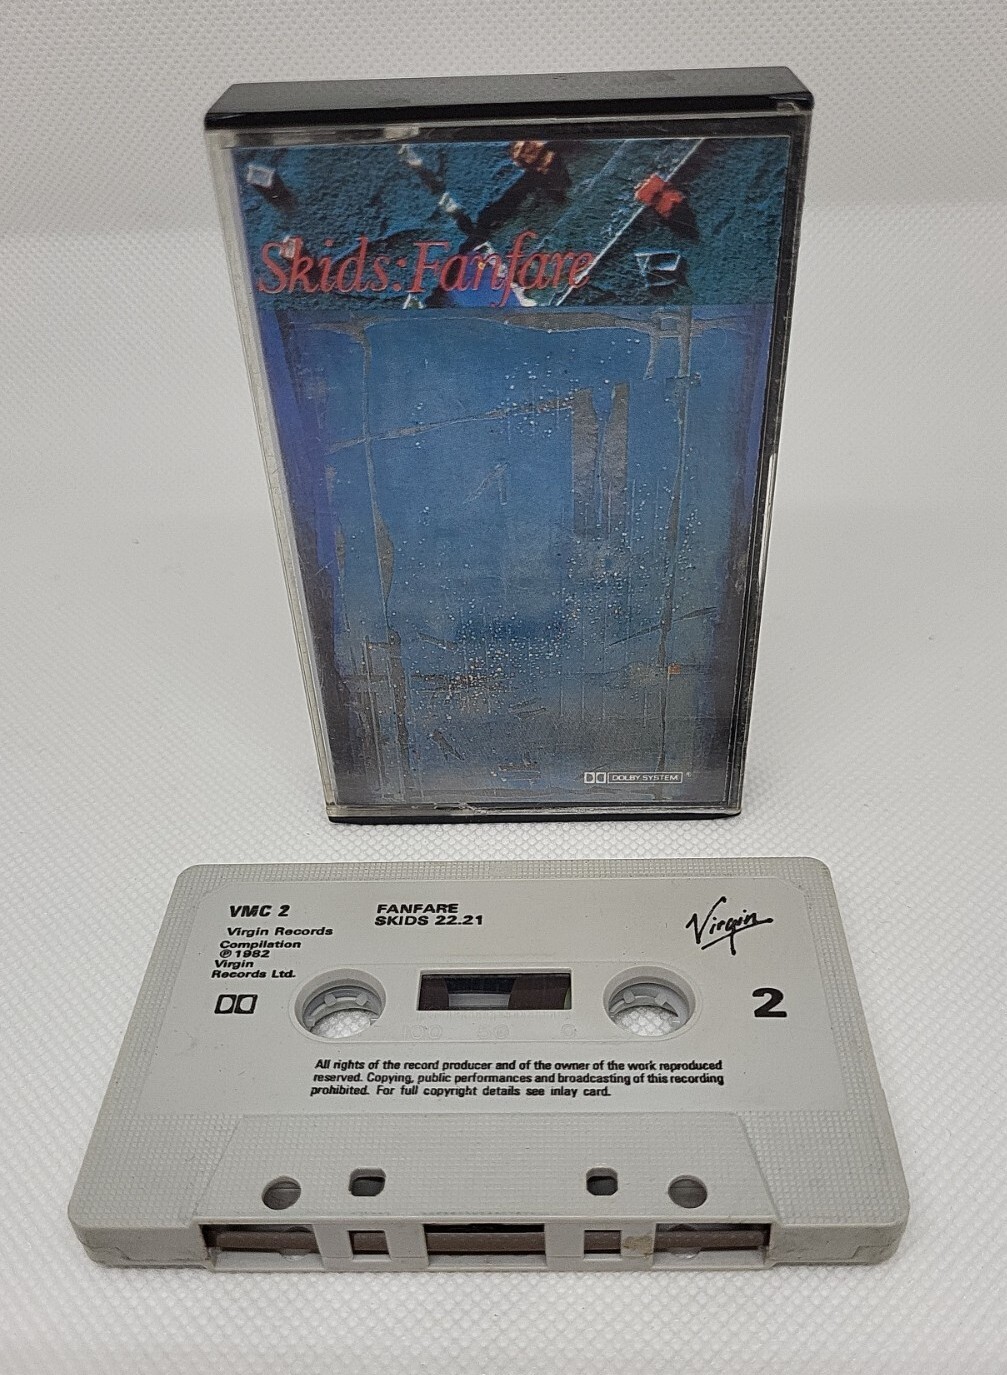 Skids: Fanfare
DOLBY SYSTEM
VMC 2
FANFARE
SKIDS 22.21
Virgin
Virgin Records
Compilation
℗ 1982
Virgin
Records Ltd.
2
All rights of the record producer and of the owner of the work reproduced
reserved. Copying, public performances and broadcasting of this recording
prohibited. For full copyright details see inlay card.